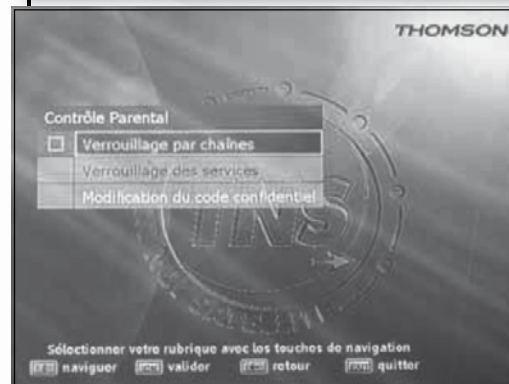 THOMSON
Contrôle Parental
Verrouillage par chaînes
Verrouillage des services
Modification du code confidentiel
TNS
Sélectionner votre rubrique avec les touches de navigation
naviguer valider retour quitter